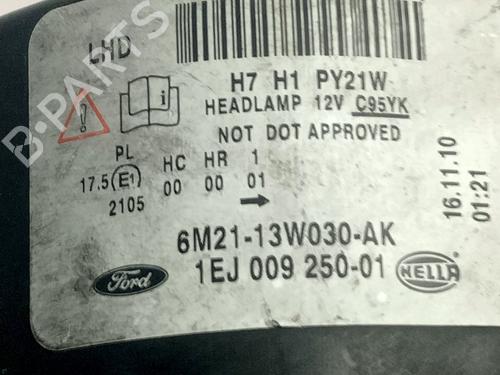 LHD
H7 H1 PY21W
HEADLAMP 12V C95YK
NOT DOT APPROVED
PL HC HR 1
17.5 E1 00 00 01
2105
6M21-13W030-AK
1EJ 009 250-01
Ford
HELLA
16.11.10
01:21
B-PARTS